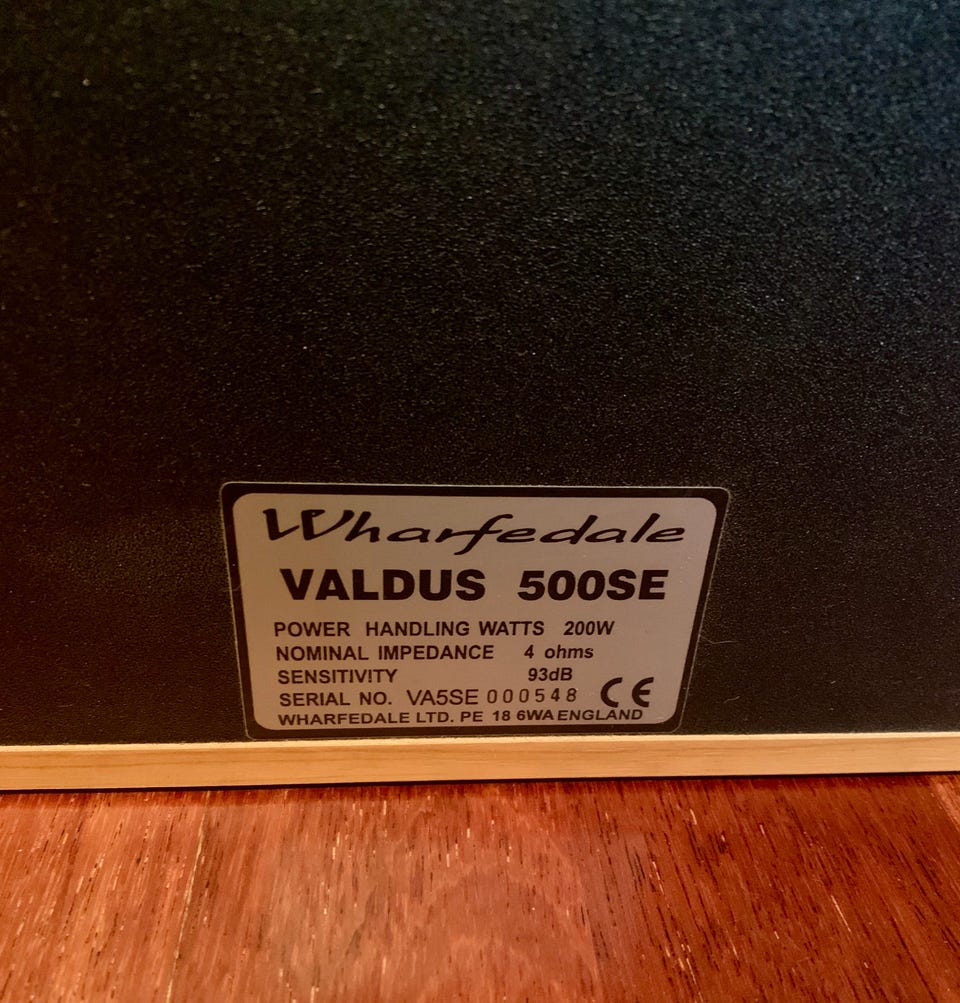 Wharfedale
VALDUS 500SE
POWER HANDLING WATTS 200W
NOMINAL IMPEDANCE 4 ohms
SENSITIVITY 93dB
SERIAL NO. VA5SE 000548 CE
WHARFEDALE LTD. PE 18 6WA ENGLAND